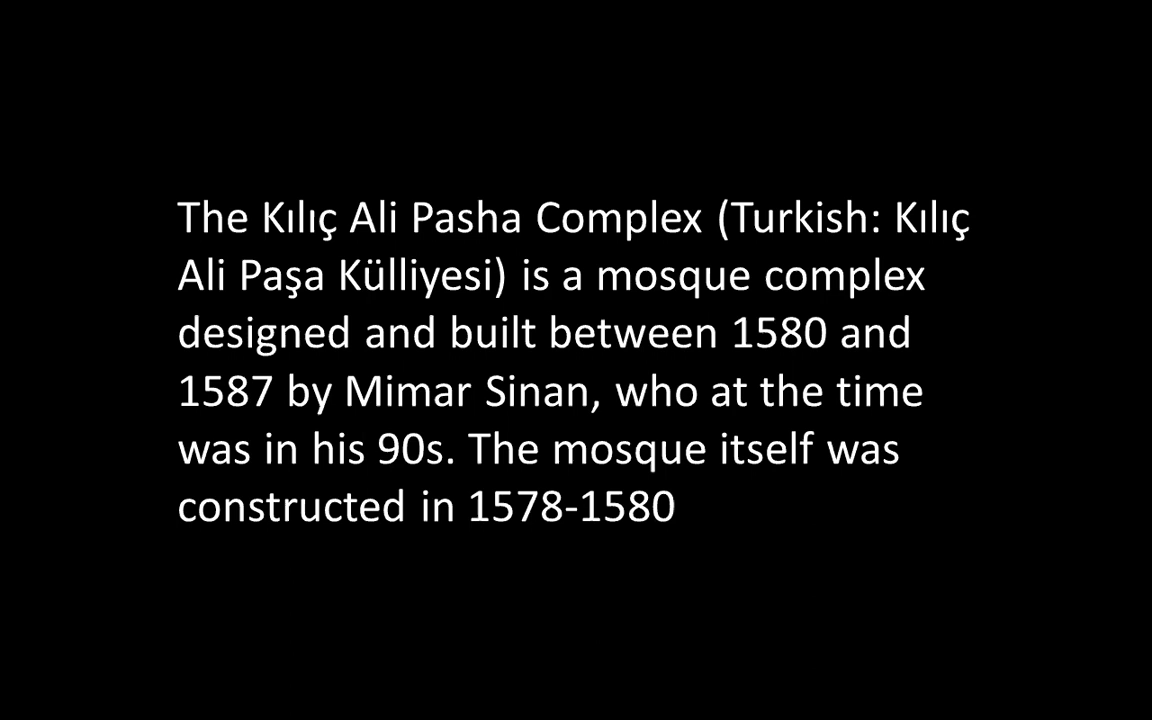 The Kılıç Ali Pasha Complex (Turkish: Kılıç
Ali Paşa Külliyesi) is a mosque complex
designed and built between 1580 and
1587 by Mimar Sinan, who at the time
was in his 90s. The mosque itself was
constructed in 1578-1580